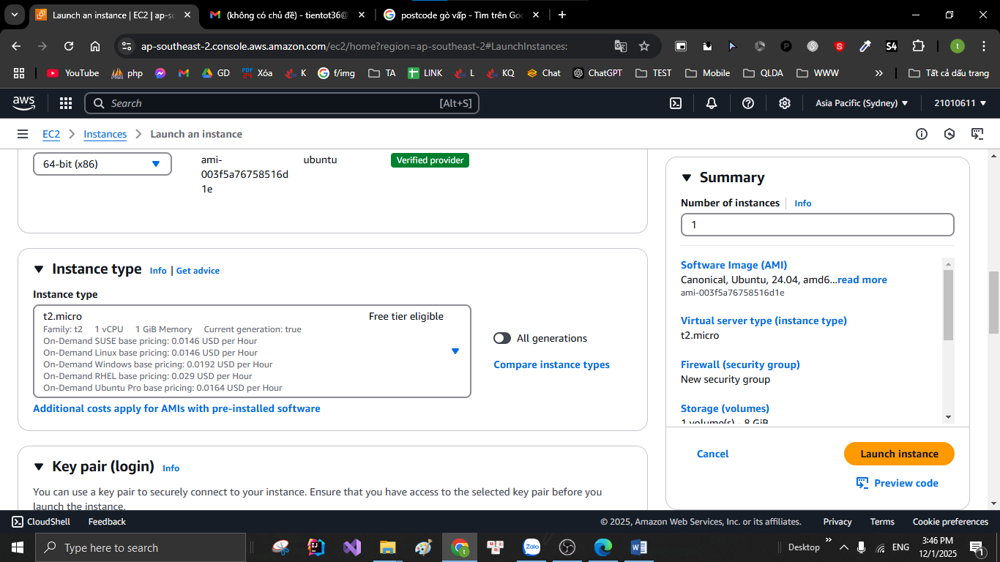 Launch an instance | EC2 | ap-sc
(không có chủ đề) - tientot36@
postcode gò vấp - Tìm trên Goo
ap-southeast-2.console.aws.amazon.com/ec2/home?region=ap-southeast-2#LaunchInstances:
S
S4
t
YouTube
php
GD
PDF 24
Xóa
K
f/img
TA
LINK
L
KQ
Chat
ChatGPT
TEST
Mobile
QLDA
WWW
»
Tất cả dấu trang
aws
Search
[Alt+S]
Asia Pacific (Sydney)
21010611
EC2
Instances
Launch an instance
64-bit (x86)
ami-
003f5a76758516d
1e
ubuntu
Verified provider
Instance type
Info | Get advice
Instance type
t2.micro
Free tier eligible
Family: t2 1 vCPU 1 GiB Memory Current generation: true
On-Demand SUSE base pricing: 0.0146 USD per Hour
On-Demand Linux base pricing: 0.0146 USD per Hour
On-Demand Windows base pricing: 0.0192 USD per Hour
On-Demand RHEL base pricing: 0.029 USD per Hour
On-Demand Ubuntu Pro base pricing: 0.0164 USD per Hour
All generations
Compare instance types
Additional costs apply for AMIs with pre-installed software
Key pair (login)
Info
You can use a key pair to securely connect to your instance. Ensure that you have access to the selected key pair before you
launch the instance.
Summary
Number of instances
Info
1
Software Image (AMI)
Canonical, Ubuntu, 24.04, amd6...read more
ami-003f5a76758516d1e
Virtual server type (instance type)
t2.micro
Firewall (security group)
New security group
Storage (volumes)
1 volume(s) - 8 GiB
Cancel
Launch instance
Preview code
CloudShell
Feedback
© 2025, Amazon Web Services, Inc. or its affiliates.
Privacy
Terms
Cookie preferences
Type here to search
Zalo
Desktop
ENG
3:46 PM
12/1/2025
1